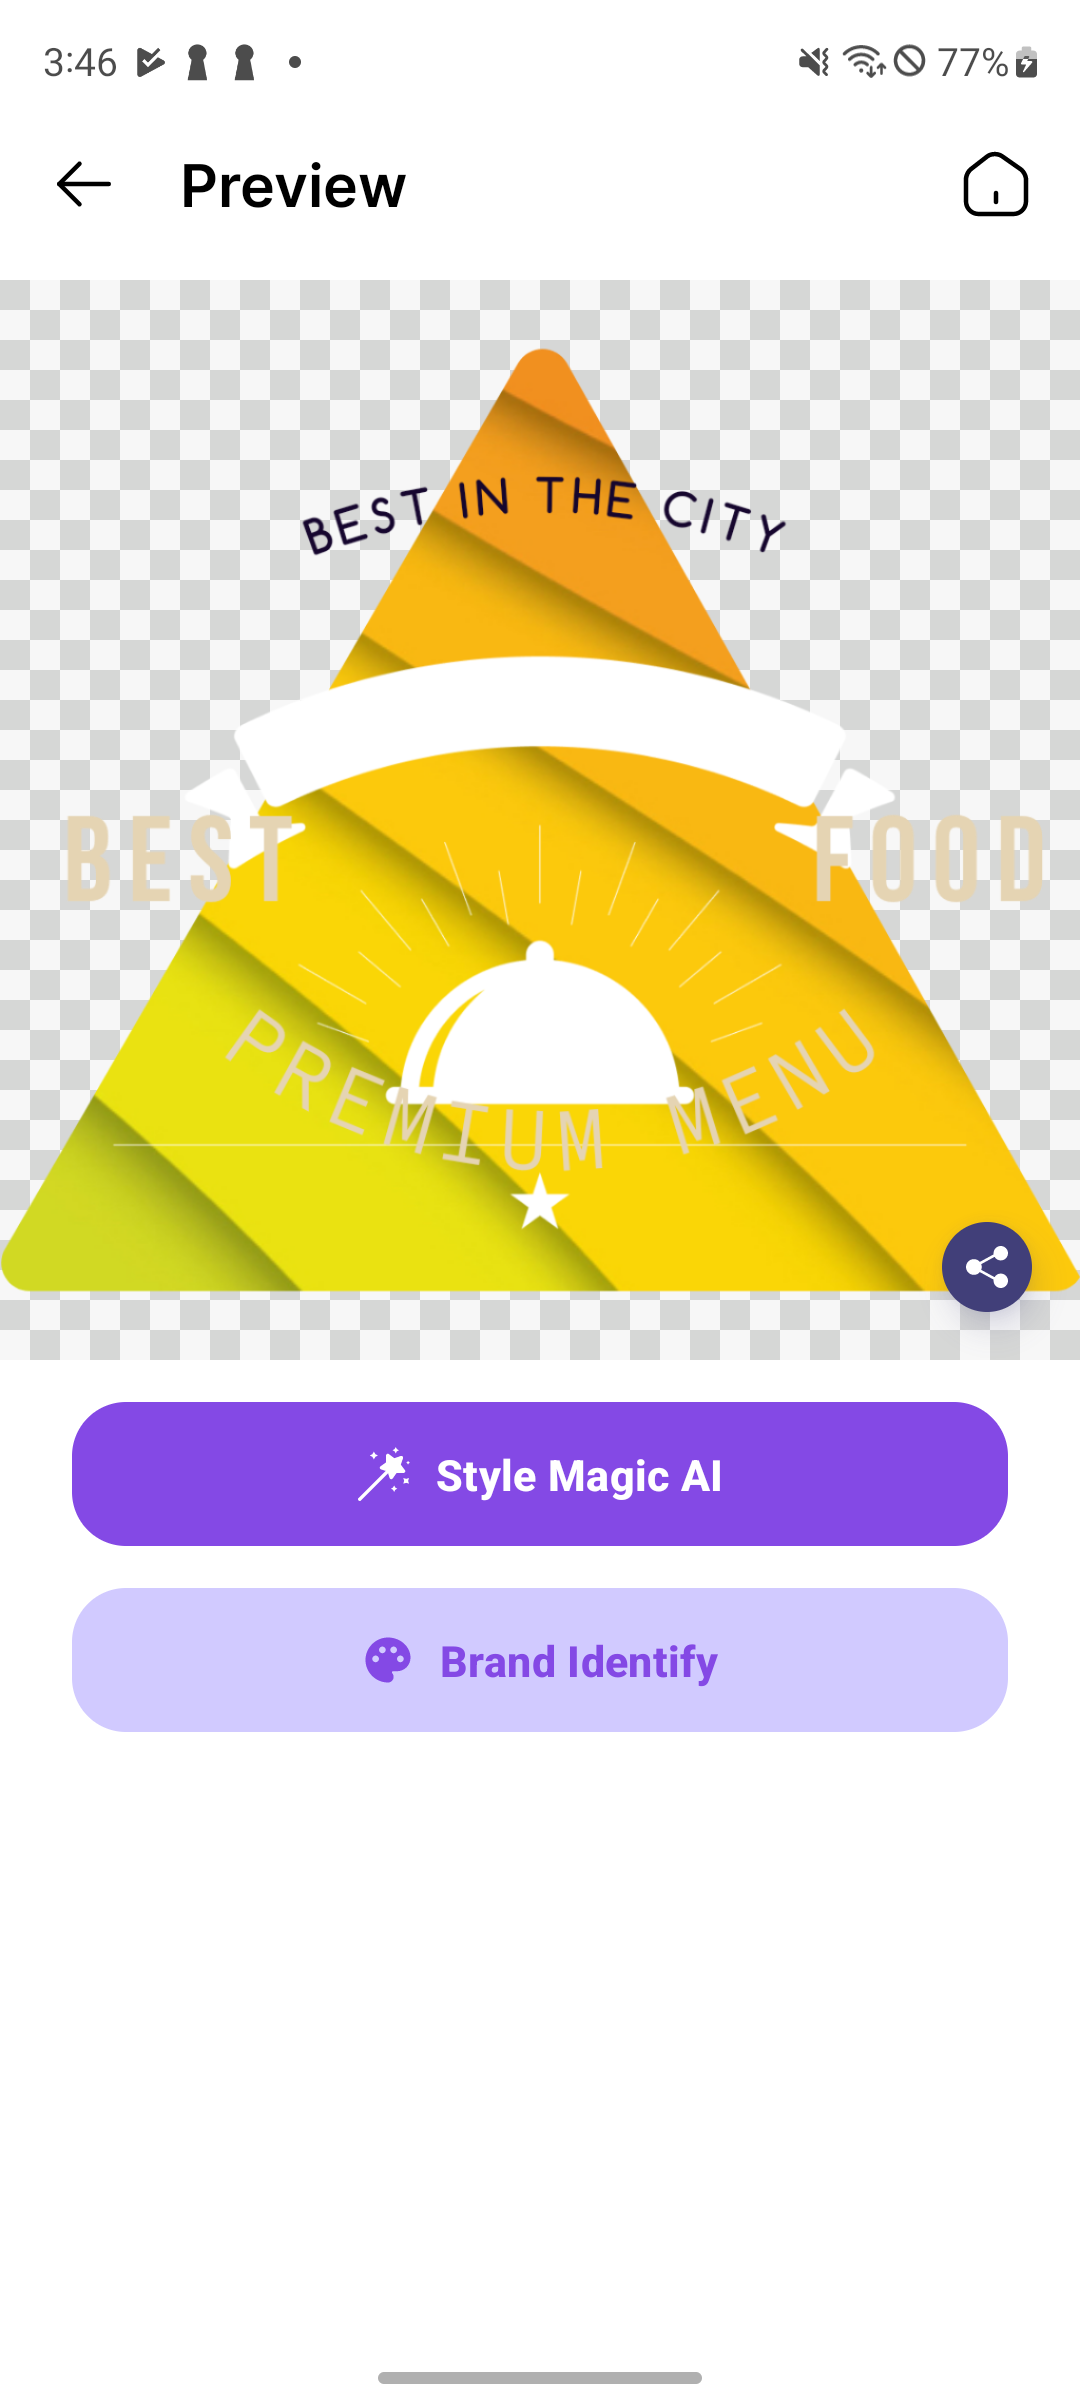 3:46
77%
Preview
BEST IN THE CITY
BEST FOOD
PREMIUM MENU
Style Magic AI
Brand Identify